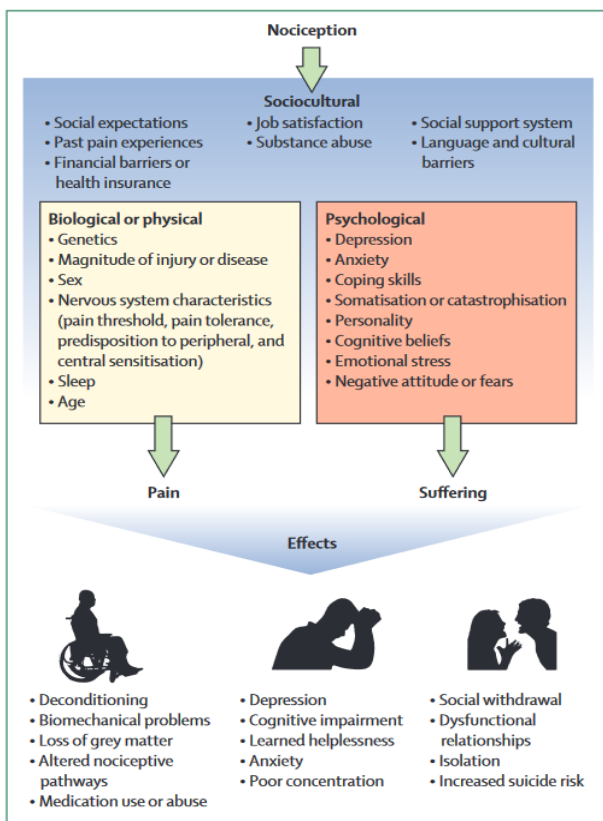 Nociception
Sociocultural
• Social expectations
• Past pain experiences
• Financial barriers or
health insurance
• Job satisfaction
• Substance abuse
• Social support system
• Language and cultural
barriers
Biological or physical
• Genetics
• Magnitude of injury or disease
• Sex
• Nervous system characteristics
(pain threshold, pain tolerance,
predisposition to peripheral, and
central sensitisation)
• Sleep
• Age
Psychological
• Depression
• Anxiety
• Coping skills
• Somatisation or catastrophisation
• Personality
• Cognitive beliefs
• Emotional stress
• Negative attitude or fears
Pain
Suffering
Effects
• Deconditioning
• Biomechanical problems
• Loss of grey matter
• Altered nociceptive
pathways
• Medication use or abuse
• Depression
• Cognitive impairment
• Learned helplessness
• Anxiety
• Poor concentration
• Social withdrawal
• Dysfunctional
relationships
• Isolation
• Increased suicide risk